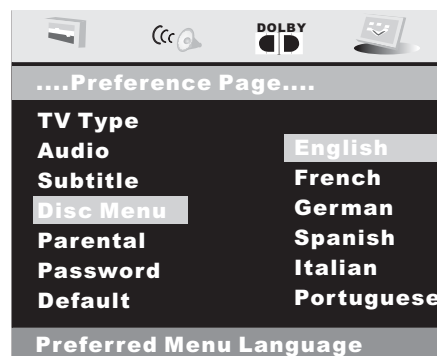 DOLBY
....Preference Page....
TV Type
Audio
Subtitle
Disc Menu
Parental
Password
Default
English
French
German
Spanish
Italian
Portuguese
Preferred Menu Language